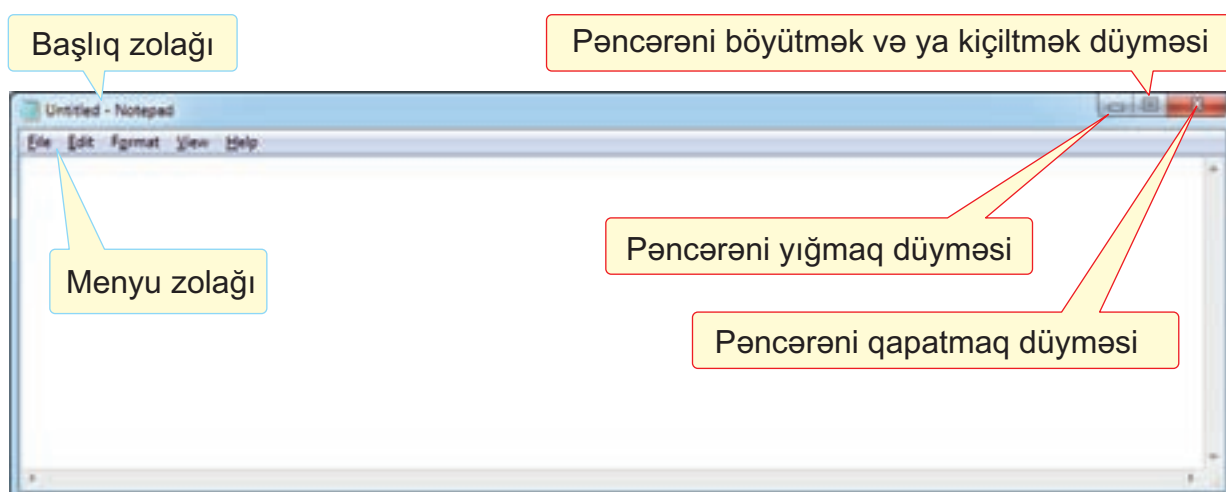 Başlıq zolağı
Pəncərəni böyütmək və ya kiçiltmək düyməsi
Untitled - Notepad
File Edit Format View Help
Pəncərəni yığmaq düyməsi
Menyu zolağı
Pəncərəni qapatmaq düyməsi